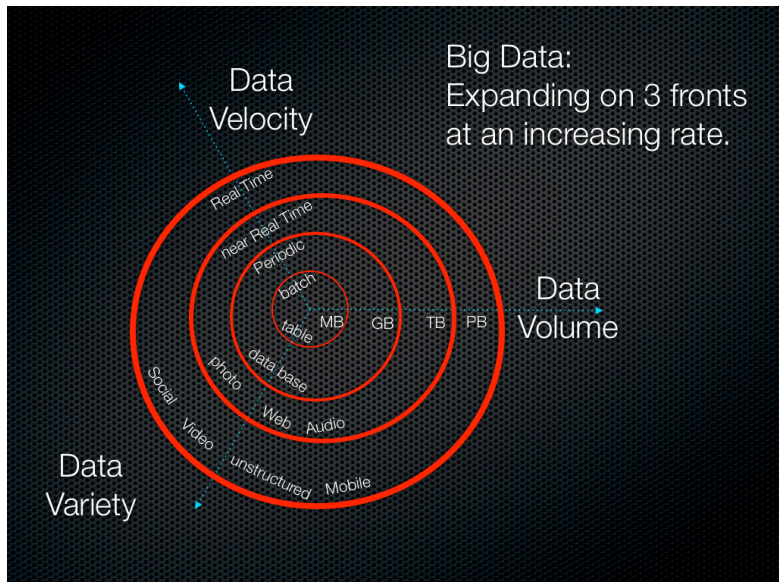 Big Data:
Expanding on 3 fronts
at an increasing rate.
Data
Velocity
Real Time
near Real Time
Periodic
batch
MB
GB
TB
PB
Data
Volume
table
data base
photo
Web
Audio
Social
Video
unstructured
Mobile
Data
Variety